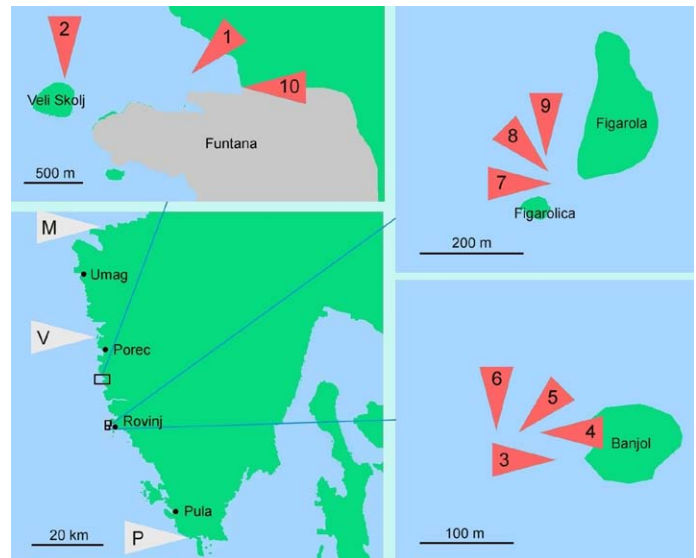 2
1
10
Veli Skolj
Funtana
500 m
9
8
7
Figarola
Figarolica
200 m
M
Umag
V
Porec
Rovinj
Pula
P
20 km
6
5
4
3
Banjol
100 m